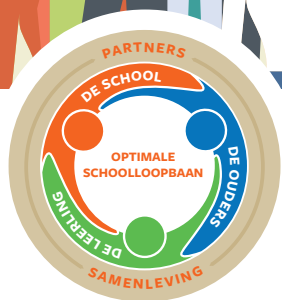 PARTNERS
DE SCHOOL
OPTIMALE
SCHOOLLOOPBAAN
DE OUDERS
DE LEERLING
SAMENLEVING